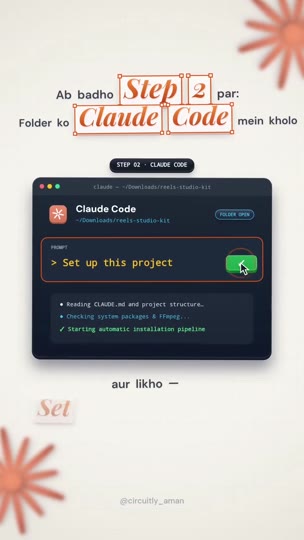 Ab badho Step 2 par:
Folder ko Claude Code mein kholo
STEP 02 · CLAUDE CODE
claude — ~/Downloads/reels-studio-kit
Claude Code
~/Downloads/reels-studio-kit
FOLDER OPEN
PROMPT
> Set up this project
● Reading CLAUDE.md and project structure…
● Checking system packages & FFmpeg...
✓ Starting automatic installation pipeline
aur likho —
Set
@circuitly_aman